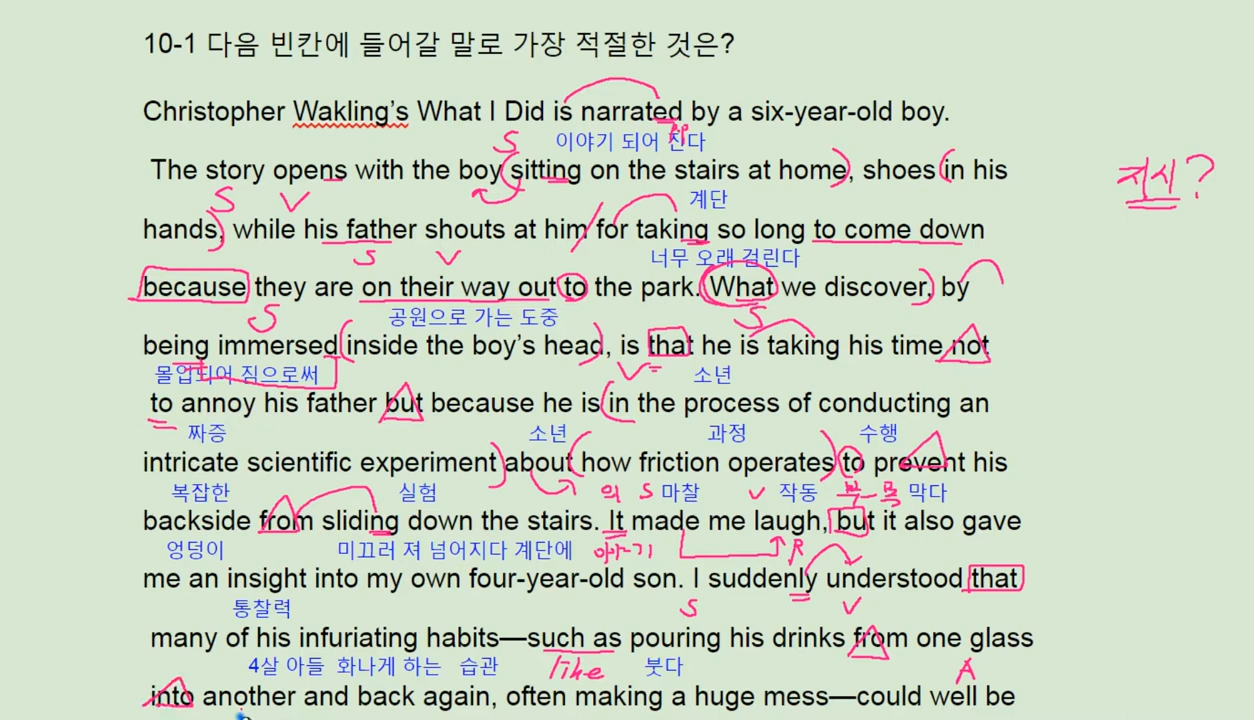 10-1 다음 빈칸에 들어갈 말로 가장 적절한 것은?
Christopher Wakling's What I Did is narrated by a six-year-old boy.
pp
S 이야기 되어 진다
The story opens with the boy sitting on the stairs at home, shoes in his
전시?
S V 계단
hands, while his father shouts at him for taking so long to come down
S V 너무 오래 걸린다
because they are on their way out to the park. What we discover, by
S 공원으로 가는 도중 S
being immersed inside the boy's head, is that he is taking his time not
몰입되어 짐으로써 V 소년
to annoy his father but because he is in the process of conducting an
짜증 소년 과정 수행
intricate scientific experiment about how friction operates to prevent his
복잡한 실험 의 S 마찰 V 작동 부-목 막다
backside from sliding down the stairs. It made me laugh, but it also gave
엉덩이 미끄러 져 넘어지다 계단에 이야기 R
me an insight into my own four-year-old son. I suddenly understood that
통찰력 S V
many of his infuriating habits—such as pouring his drinks from one glass
4살 아들 화나게 하는 습관 like 붓다 A
into another and back again, often making a huge mess—could well be